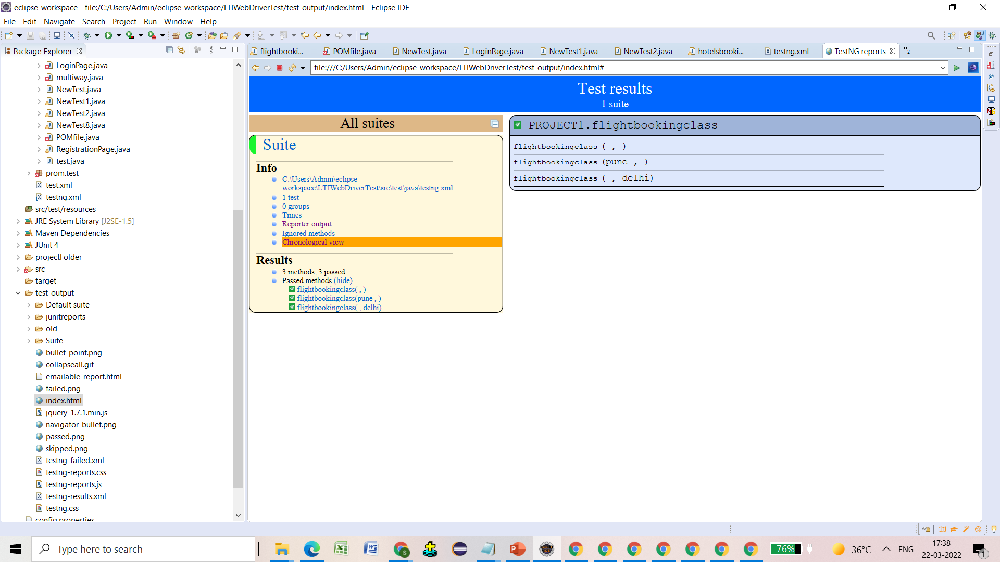 eclipse-workspace - file:/C:/Users/Admin/eclipse-workspace/LTIWebDriverTest/test-output/index.html - Eclipse IDE
File Edit Navigate Search Project Run Window Help
Package Explorer
LoginPage.java
multiway.java
NewTest.java
NewTest1.java
NewTest2.java
NewTest8.java
POMfile.java
RegistrationPage.java
test.java
prom.test
test.xml
testng.xml
src/test/resources
JRE System Library [J2SE-1.5]
Maven Dependencies
JUnit 4
projectFolder
src
target
test-output
Default suite
junitreports
old
Suite
bullet_point.png
collapseall.gif
emailable-report.html
failed.png
index.html
jquery-1.7.1.min.js
navigator-bullet.png
passed.png
skipped.png
testng-failed.xml
testng-reports.css
testng-reports.js
testng-results.xml
testng.css
config.properties
flightbooki... POMfile.java NewTest.java LoginPage.java NewTest1.java NewTest2.java hotelsbooki... testng.xml TestNG reports »2
file:///C:/Users/Admin/eclipse-workspace/LTIWebDriverTest/test-output/index.html#
Test results
1 suite
All suites
Suite
Info
C:\Users\Admin\eclipse-
workspace\LTIWebDriverTest\src\test\java\testng.xml
1 test
0 groups
Times
Reporter output
Ignored methods
Chronological view
Results
3 methods, 3 passed
Passed methods (hide)
flightbookingclass( , )
flightbookingclass(pune , )
flightbookingclass( , delhi)
PROJECT1.flightbookingclass
flightbookingclass ( , )
flightbookingclass (pune , )
flightbookingclass ( , delhi)
Type here to search
76%
36°C
ENG
17:38
22-03-2022
1